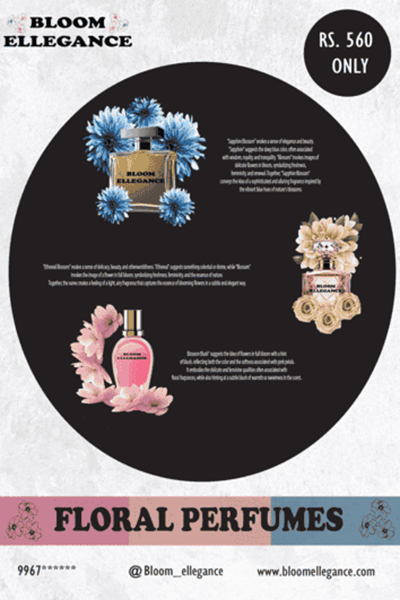 BLOOM
ELLEGANCE
RS. 560
ONLY
"Sapphire Blossom" evokes a sense of elegance and beauty.
"Sapphire" suggests the deep blue color, often associated
with wisdom, royalty, and tranquility. "Blossom" invokes images of
delicate flowers in bloom, symbolizing freshness,
femininity, and renewal. Together, "Sapphire Blossom"
conveys the idea of a sophisticated and alluring fragrance inspired by
the vibrant blue hues of nature's blossoms.
BLOOM
ELLEGANCE
"Ethereal Blossom" evokes a sense of delicacy, beauty, and otherworldliness. "Ethereal" suggests something celestial or divine, while "Blossom"
invokes the image of a flower in full bloom, symbolizing freshness, femininity, and the essence of nature.
Together, the name creates a feeling of a light, airy fragrance that captures the essence of blooming flowers in a subtle and elegant way.
BLOOM
ELLEGANCE
BLOOM
ELLEGANCE
Blossom Blush" suggests the idea of flowers in full bloom with a hint
of blush, reflecting both the color and the softness associated with pink petals.
It embodies the delicate and feminine qualities often associated with
floral fragrances, while also hinting at a subtle blush of warmth or sweetness in the scent.
FLORAL PERFUMES
9967******
@Bloom_ellegance
www.bloomellegance.com